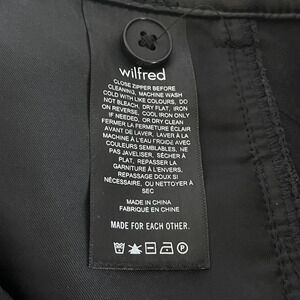 wilfred
CLOSE ZIPPER BEFORE
CLEANING, MACHINE WASH
COLD WITH LIKE COLOURS, DO
NOT BLEACH, DRY FLAT, IRON
ON REVERSE, COOL IRON ONLY
IF NEEDED, OR DRY CLEAN
FERMER LA FERMETURE ÉCLAIR
AVANT DE LAVER, LAVER À LA
MACHINE À L'EAU FROIDE AVEC
COULEURS SEMBLABLES, NE
PAS JAVELISER, SÉCHER À
PLAT, REPASSER LA
GARNITURE À L'ENVERS,
REPASSAGE DOUX SI
NÉCESSAIRE, OU NETTOYER À
SEC
MADE IN CHINA
FABRIQUÉ EN CHINE
MADE FOR EACH OTHER.
P